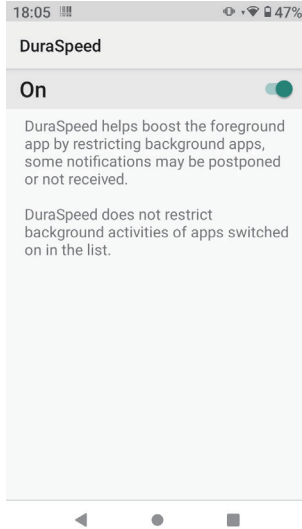 18:05 47%
DuraSpeed
On
DuraSpeed helps boost the foreground
app by restricting background apps,
some notifications may be postponed
or not received.
DuraSpeed does not restrict
background activities of apps switched
on in the list.